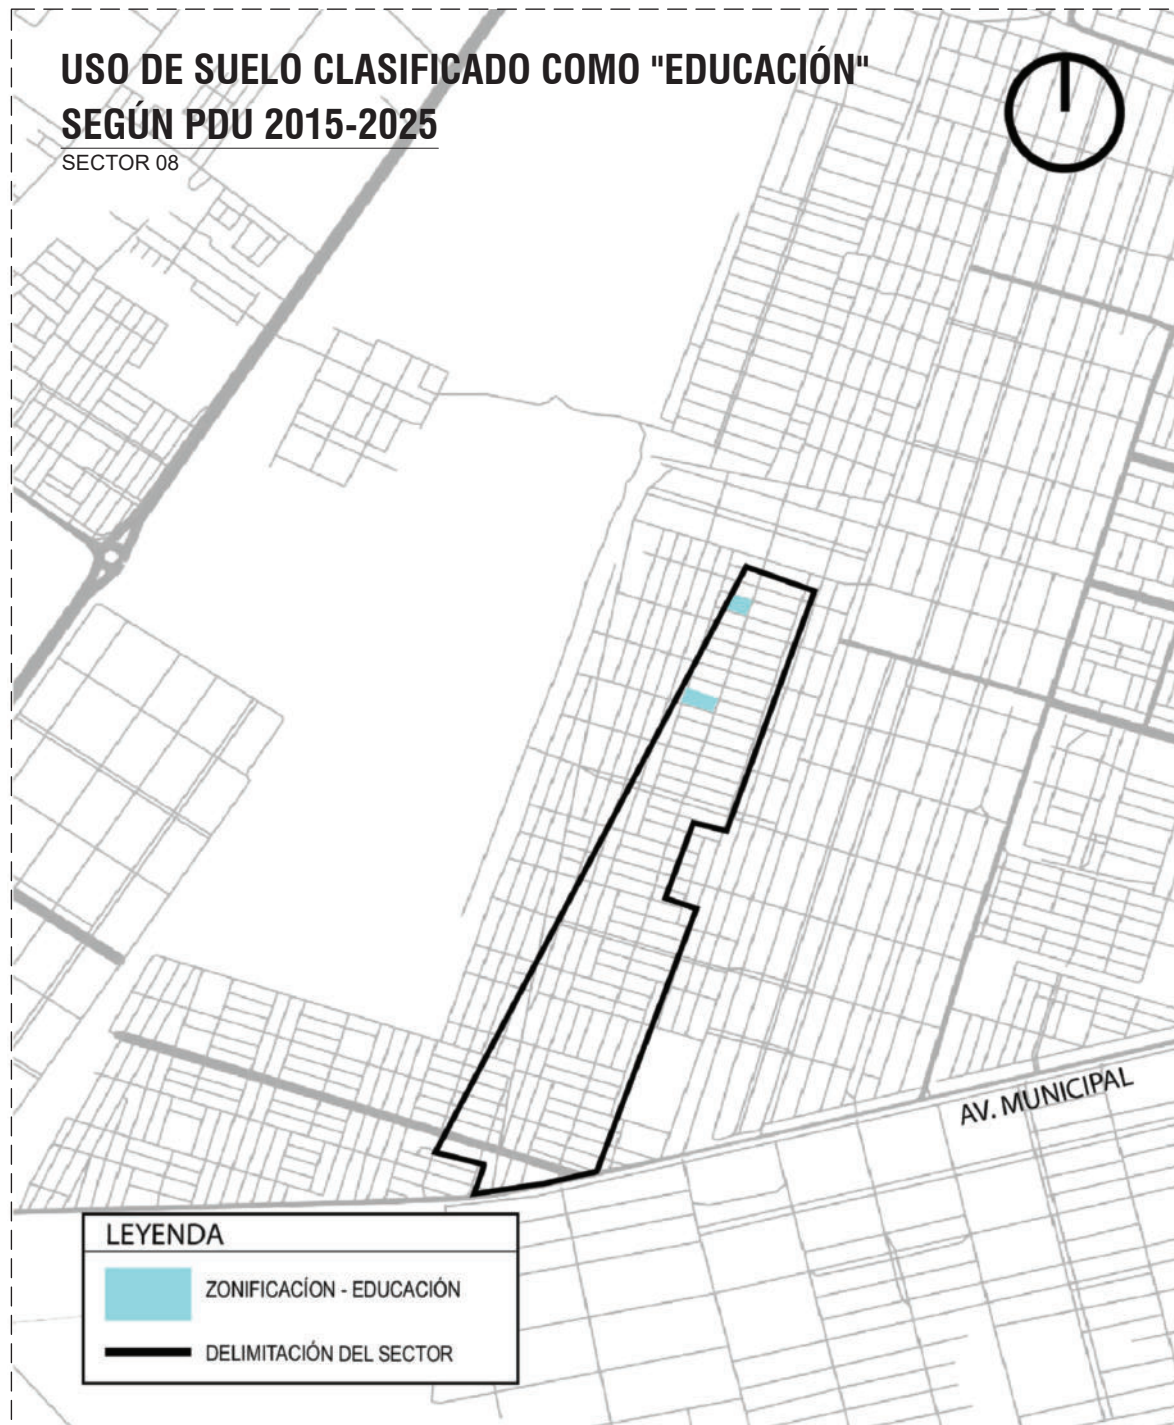 USO DE SUELO CLASIFICADO COMO "EDUCACIÓN"
SEGÚN PDU 2015-2025
SECTOR 08
AV. MUNICIPAL
LEYENDA
ZONIFICACÍON - EDUCACIÓN
DELIMITACIÓN DEL SECTOR